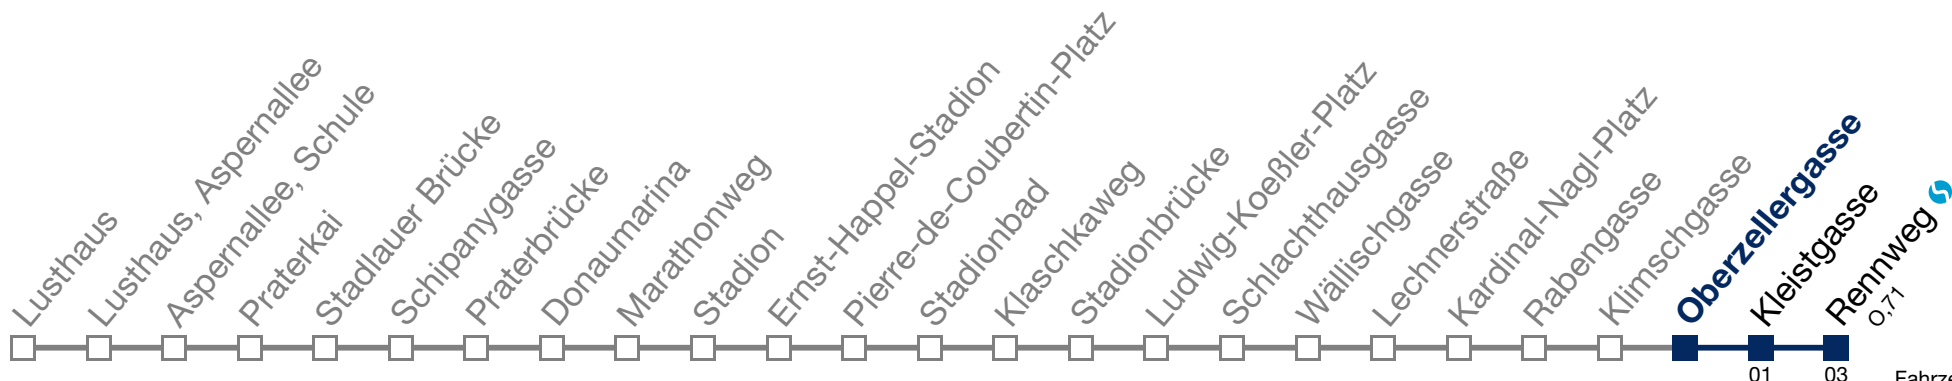 Lusthaus
Lusthaus, Aspernallee
Aspernallee, Schule
Praterkai
Stadlauer Brücke
Schipanygasse
Praterbrücke
Donaumarina
Marathonweg
Stadion
Ernst-Happel-Stadion
Pierre-de-Coubertin-Platz
Stadionbad
Klaschkaweg
Stadionbrücke
Ludwig-Koeßler-Platz
Schlachthausgasse
Wällischgasse
Lechnerstraße
Kardinal-Nagl-Platz
Rabengasse
Klimschgasse
Oberzellergasse
Kleistgasse
Rennweg
O,71
01
03
Fahrze